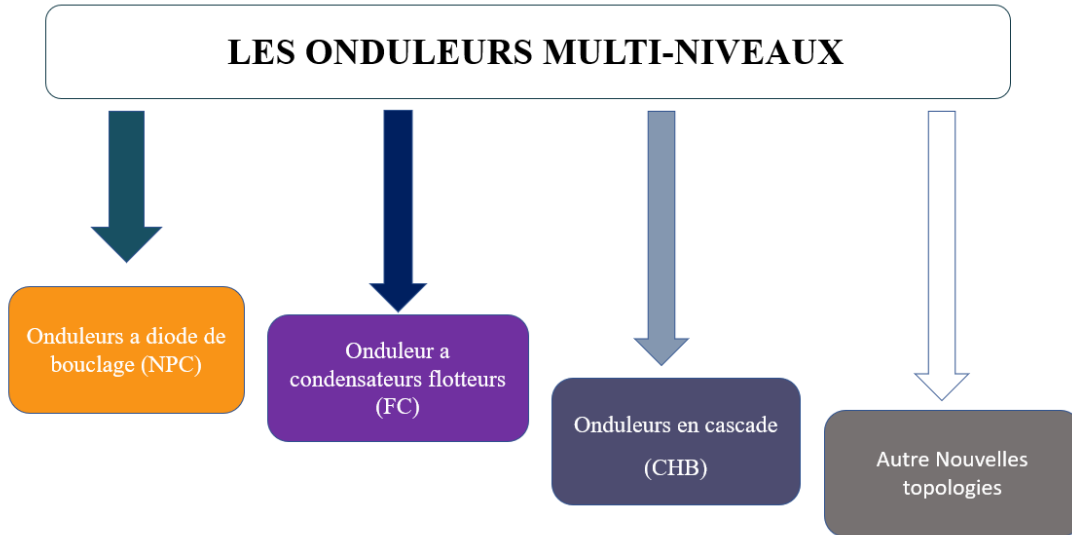 LES ONDULEURS MULTI-NIVEAUX
Onduleurs a diode de
bouclage (NPC)
Onduleur a
condensateurs flotteurs
(FC)
Onduleurs en cascade
(CHB)
Autre Nouvelles
topologies